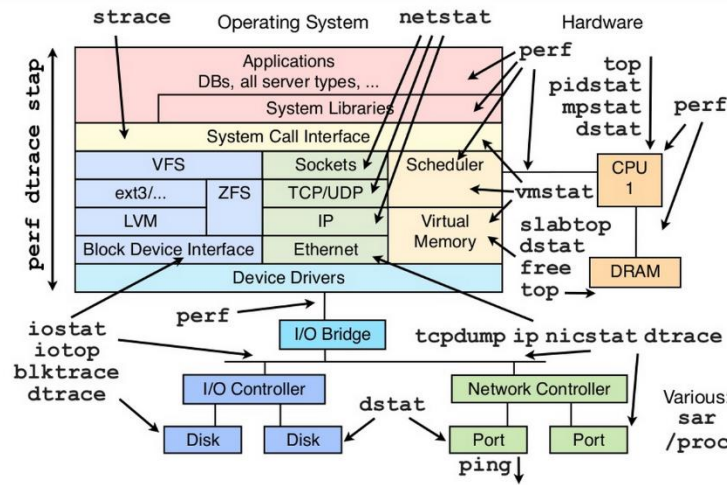 strace
Operating System
netstat
Hardware
Applications
DBs, all server types, ...
System Libraries
System Call Interface
VFS
Sockets
Scheduler
ext3/...
ZFS
TCP/UDP
LVM
IP
Virtual
Memory
Block Device Interface
Ethernet
Device Drivers
perf dtrace stap
perf
top
pidstat
mpstat
dstat
perf
CPU
1
vmstat
slabtop
dstat
free
top
DRAM
perf
iostat
iotop
blktrace
dtrace
I/O Bridge
tcpdump ip nicstat dtrace
I/O Controller
Network Controller
Disk
Disk
dstat
Port
Port
ping
Various:
sar
/proc